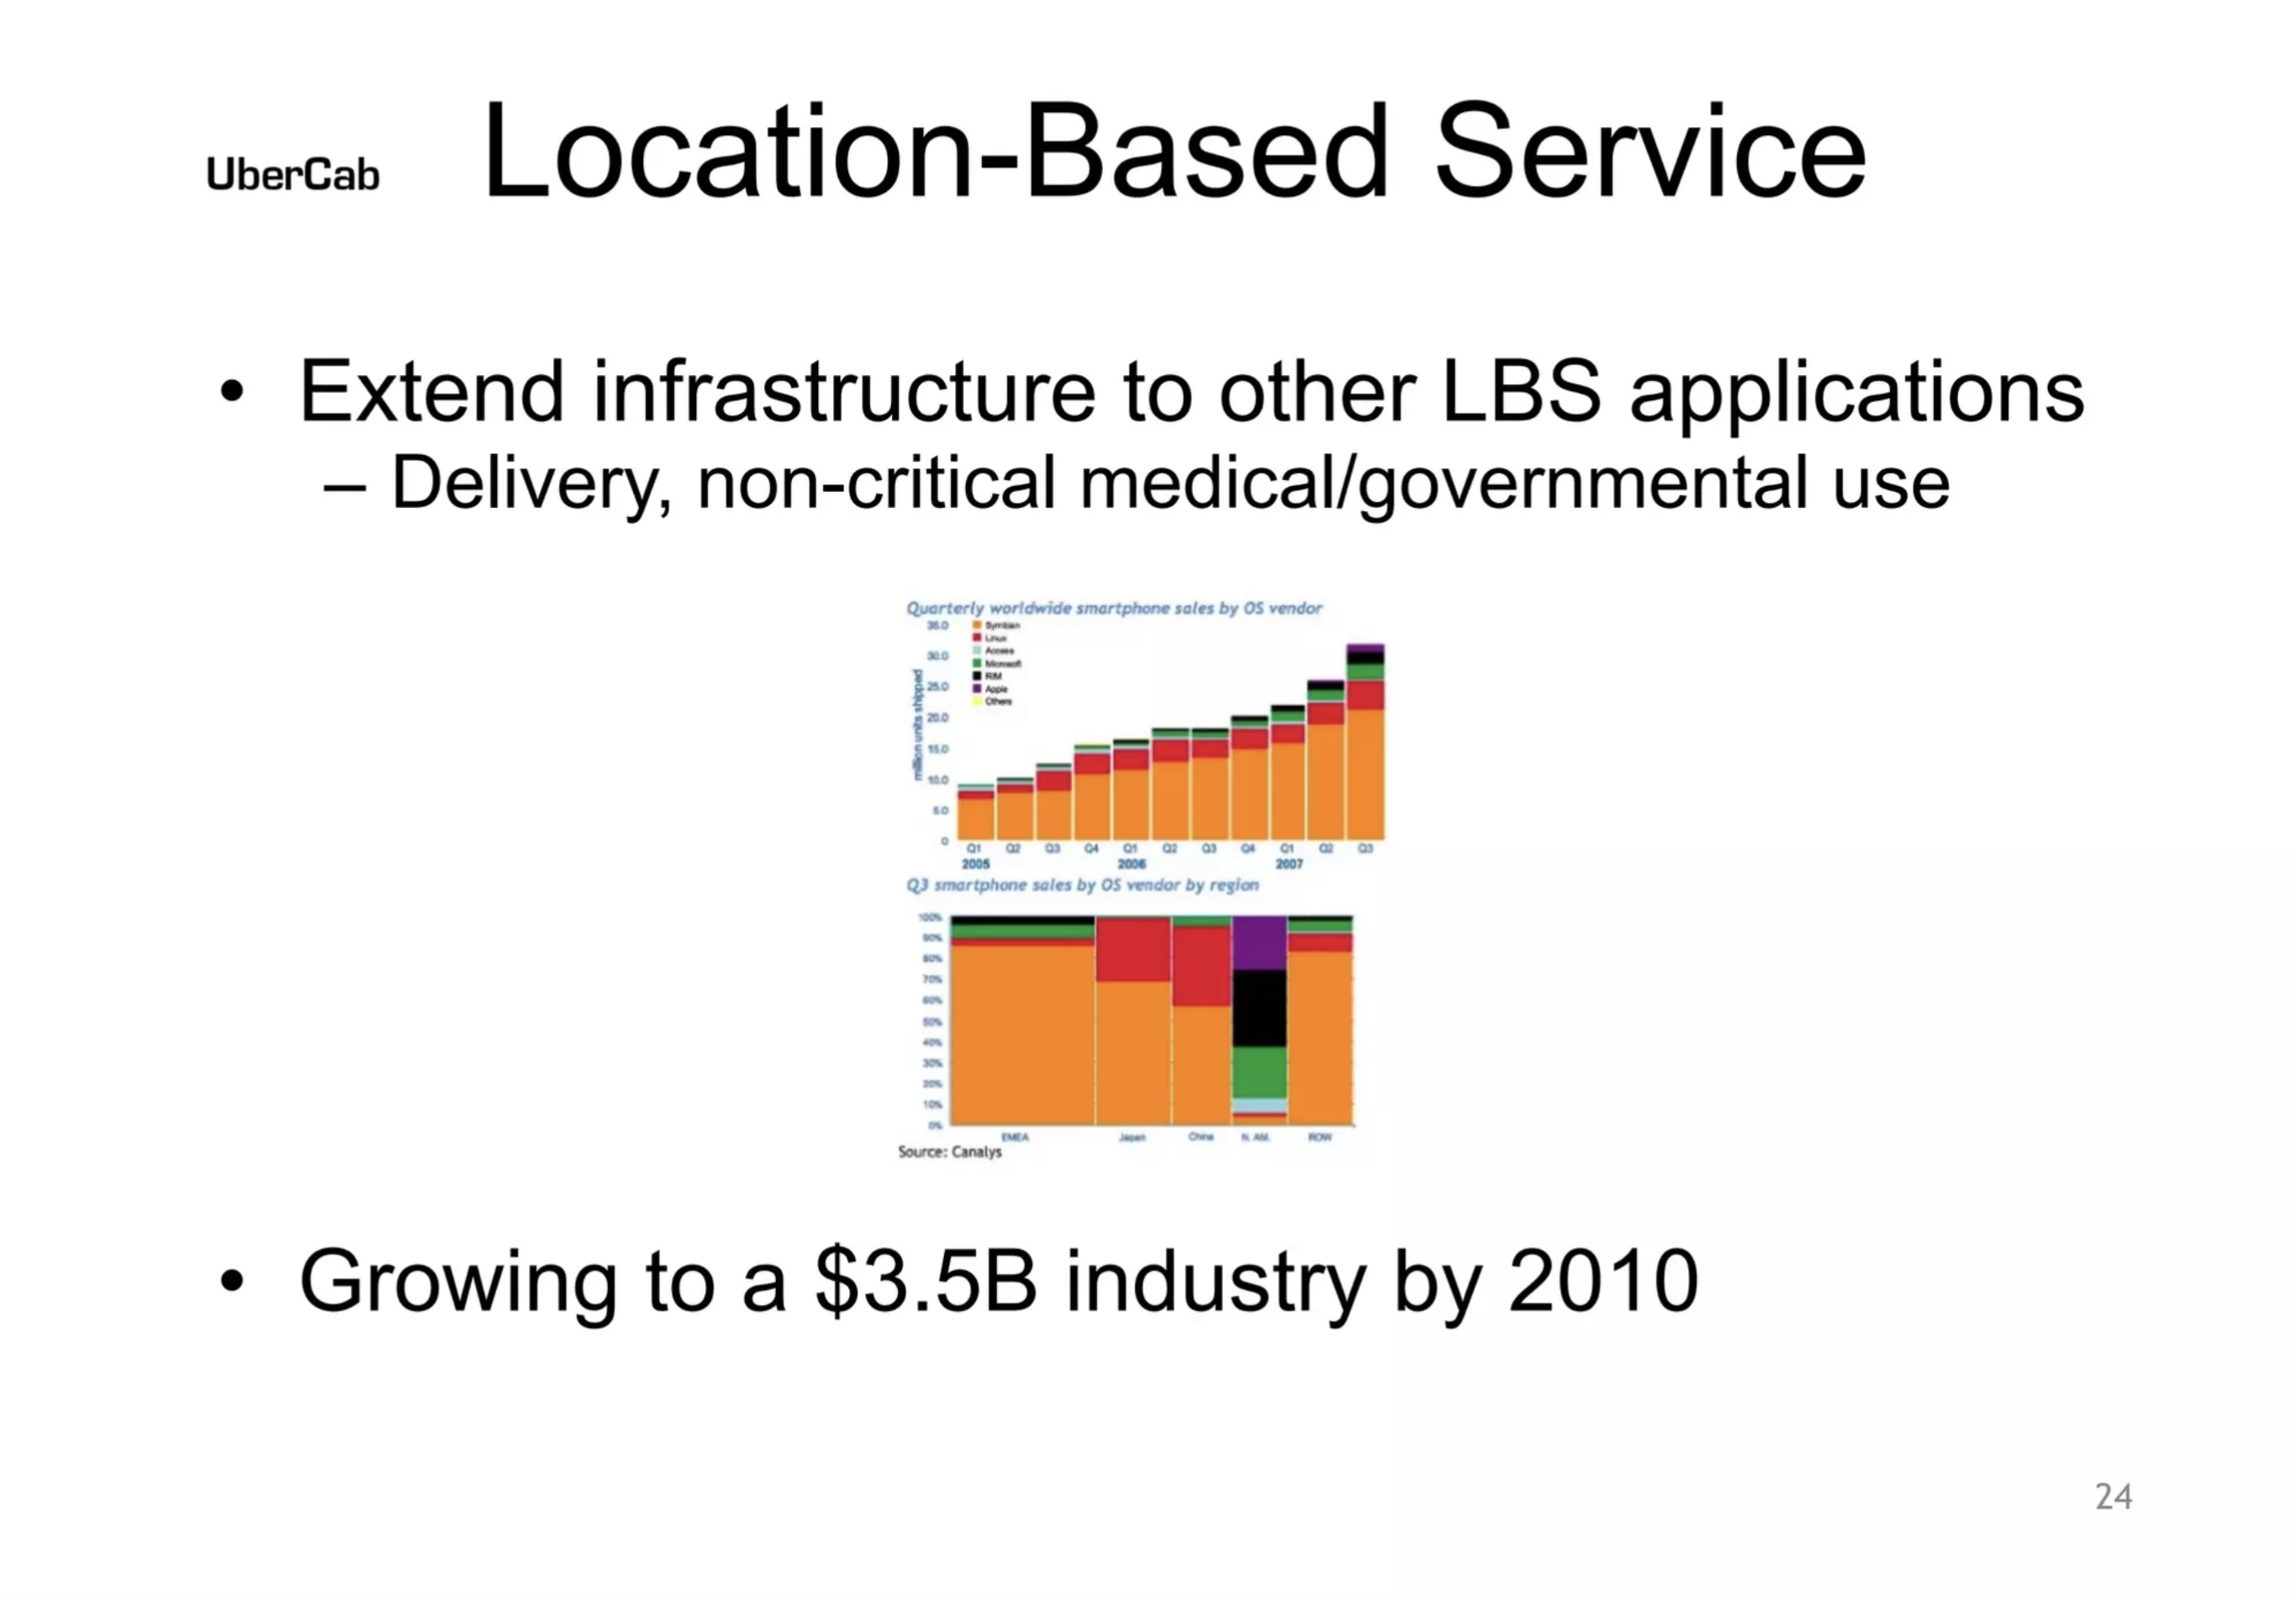 UberCab
Location-Based Service
• Extend infrastructure to other LBS applications
– Delivery, non-critical medical/governmental use
Quarterly worldwide smartphone sales by OS vendor
million units shipped
35.0
30.0
25.0
20.0
15.0
10.0
5.0
0
Symbian
Linux
Access
Microsoft
RIM
Apple
Others
Q1 Q2 Q3 Q4 Q1 Q2 Q3 Q4 Q1 Q2 Q3
2005 2006 2007
Q3 smartphone sales by OS vendor by region
100%
90%
80%
70%
60%
50%
40%
30%
20%
10%
0%
EMEA Japan China N. AM. ROW
Source: Canalys
• Growing to a $3.5B industry by 2010
24